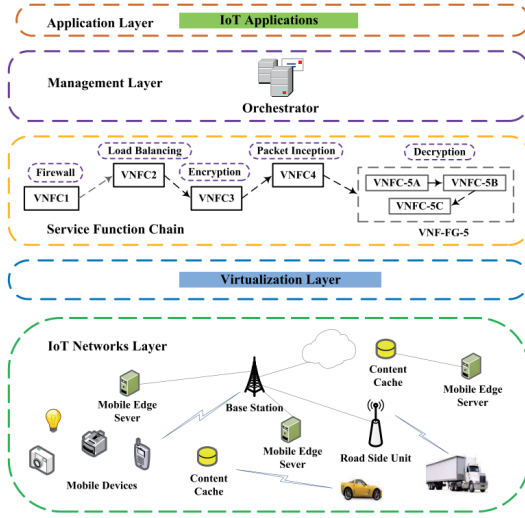 Application Layer
IoT Applications
Management Layer
Orchestrator
Load Balancing
Packet Inception
Decryption
Firewall
Encryption
VNFC1
VNFC2
VNFC3
VNFC4
VNFC-5A
VNFC-5B
VNFC-5C
Service Function Chain
VNF-FG-5
Virtualization Layer
IoT Networks Layer
Content
Cache
Mobile Edge
Server
Mobile Edge
Sever
Base Station
Mobile Edge
Sever
Road Side Unit
Mobile Devices
Content
Cache